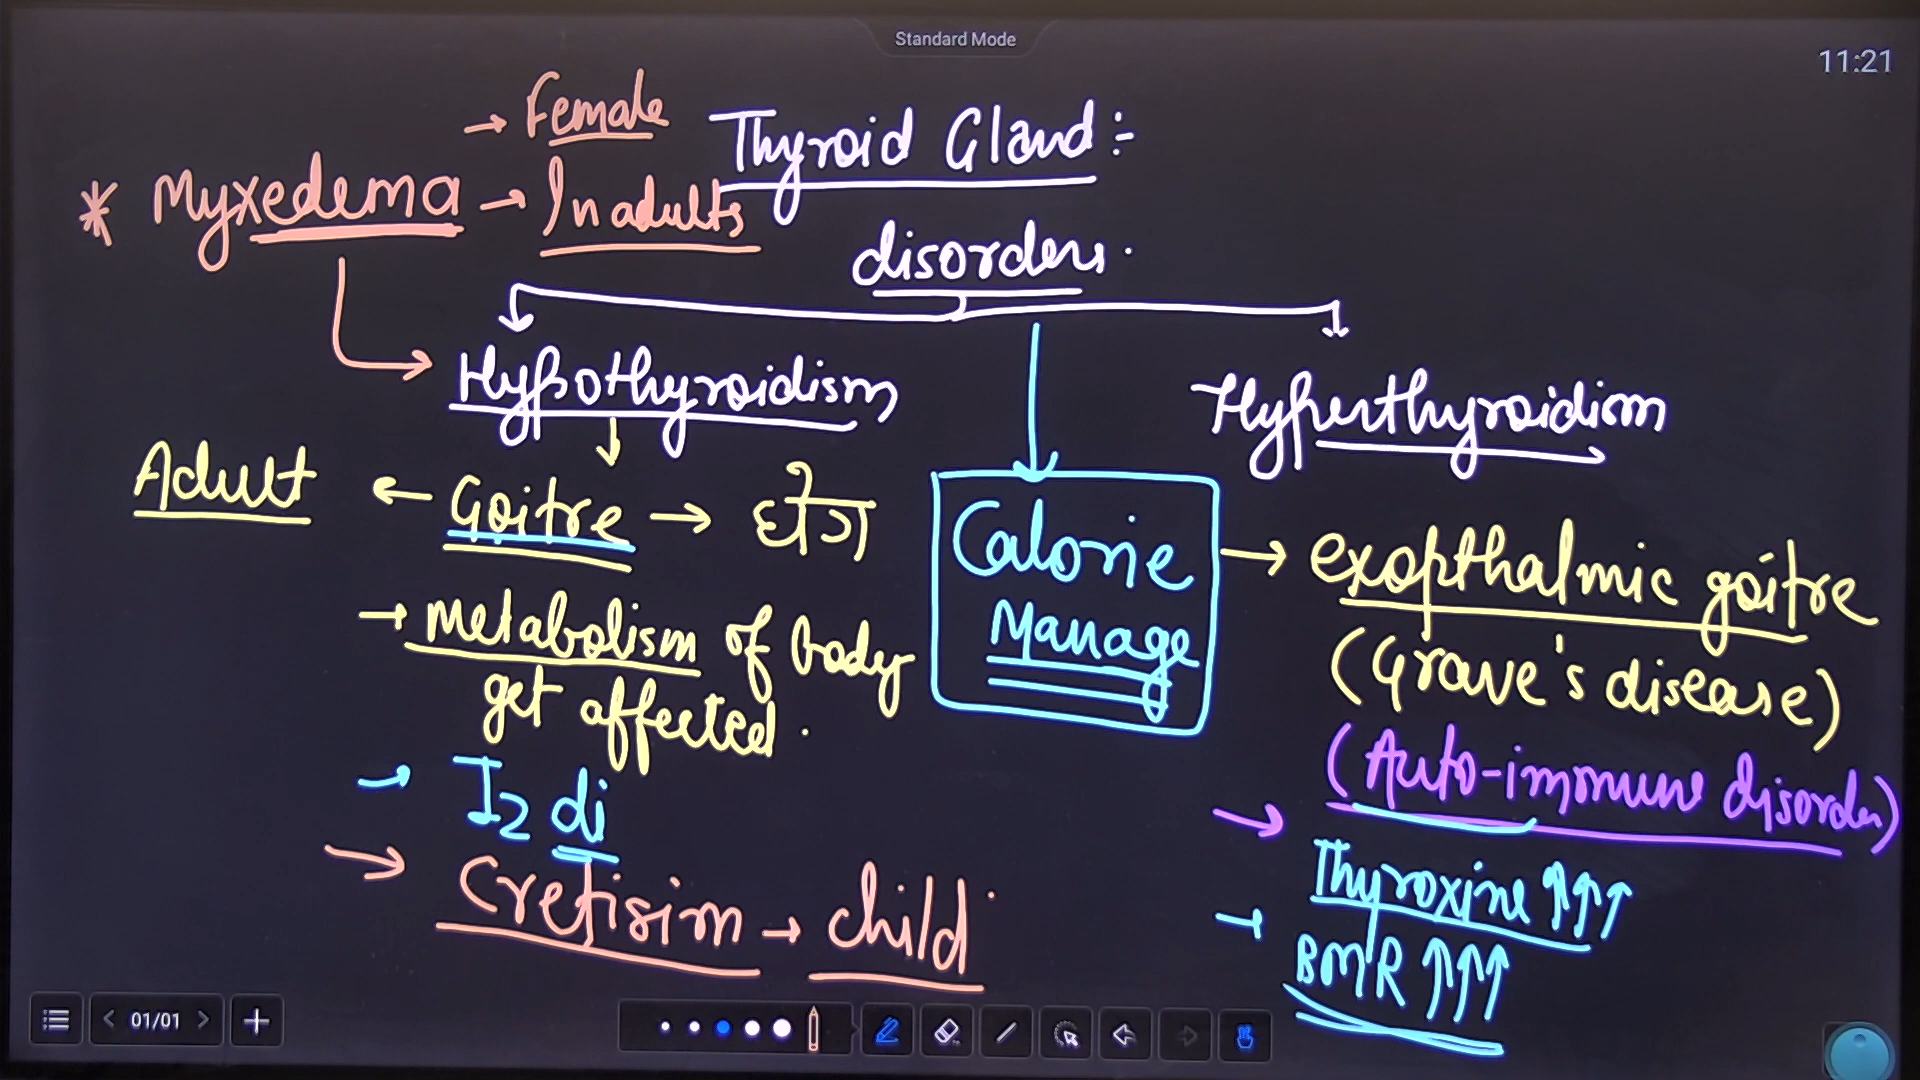 Standard Mode
11:21
→ Female
Thyroid Gland :-
* Myxedema → In adults
disorders.
Hypothyroidism
Hyperthyroidism
Adult ← Goitre → घेंग
Calorie
Manage
→ exopthalmic goitre
→ Metabolism of body
get affected.
(Grave's disease)
→ (Auto-immune disorder)
→ I2 di
→ Cretisim → child.
Thyroxine ↑↑↑
→ BMR ↑↑↑
01/01